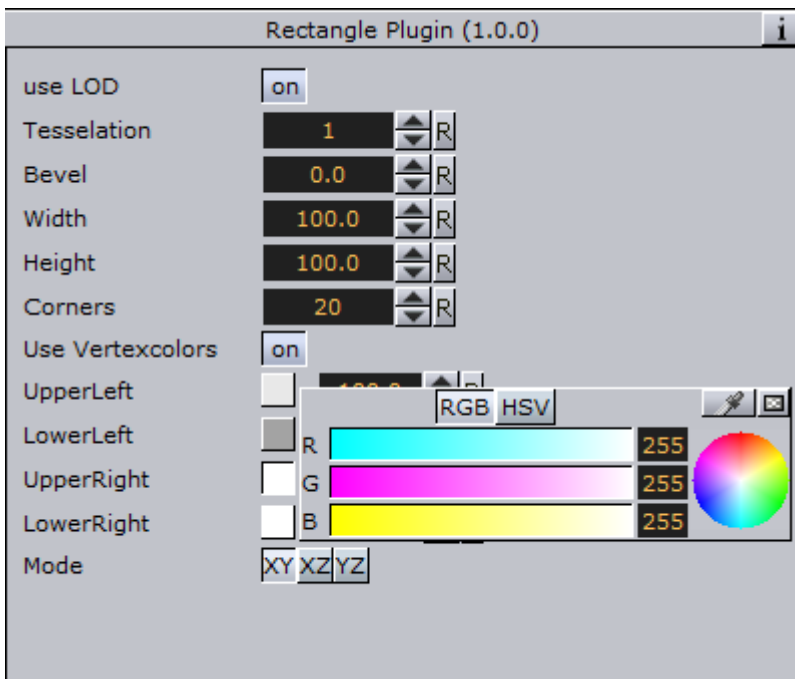 Rectangle Plugin (1.0.0) i
use LOD on
Tesselation 1 R
Bevel 0.0 R
Width 100.0 R
Height 100.0 R
Corners 20 R
Use Vertexcolors on
UpperLeft
RGB HSV
LowerLeft
R 255
UpperRight
G 255
LowerRight
B 255
Mode XY XZ YZ